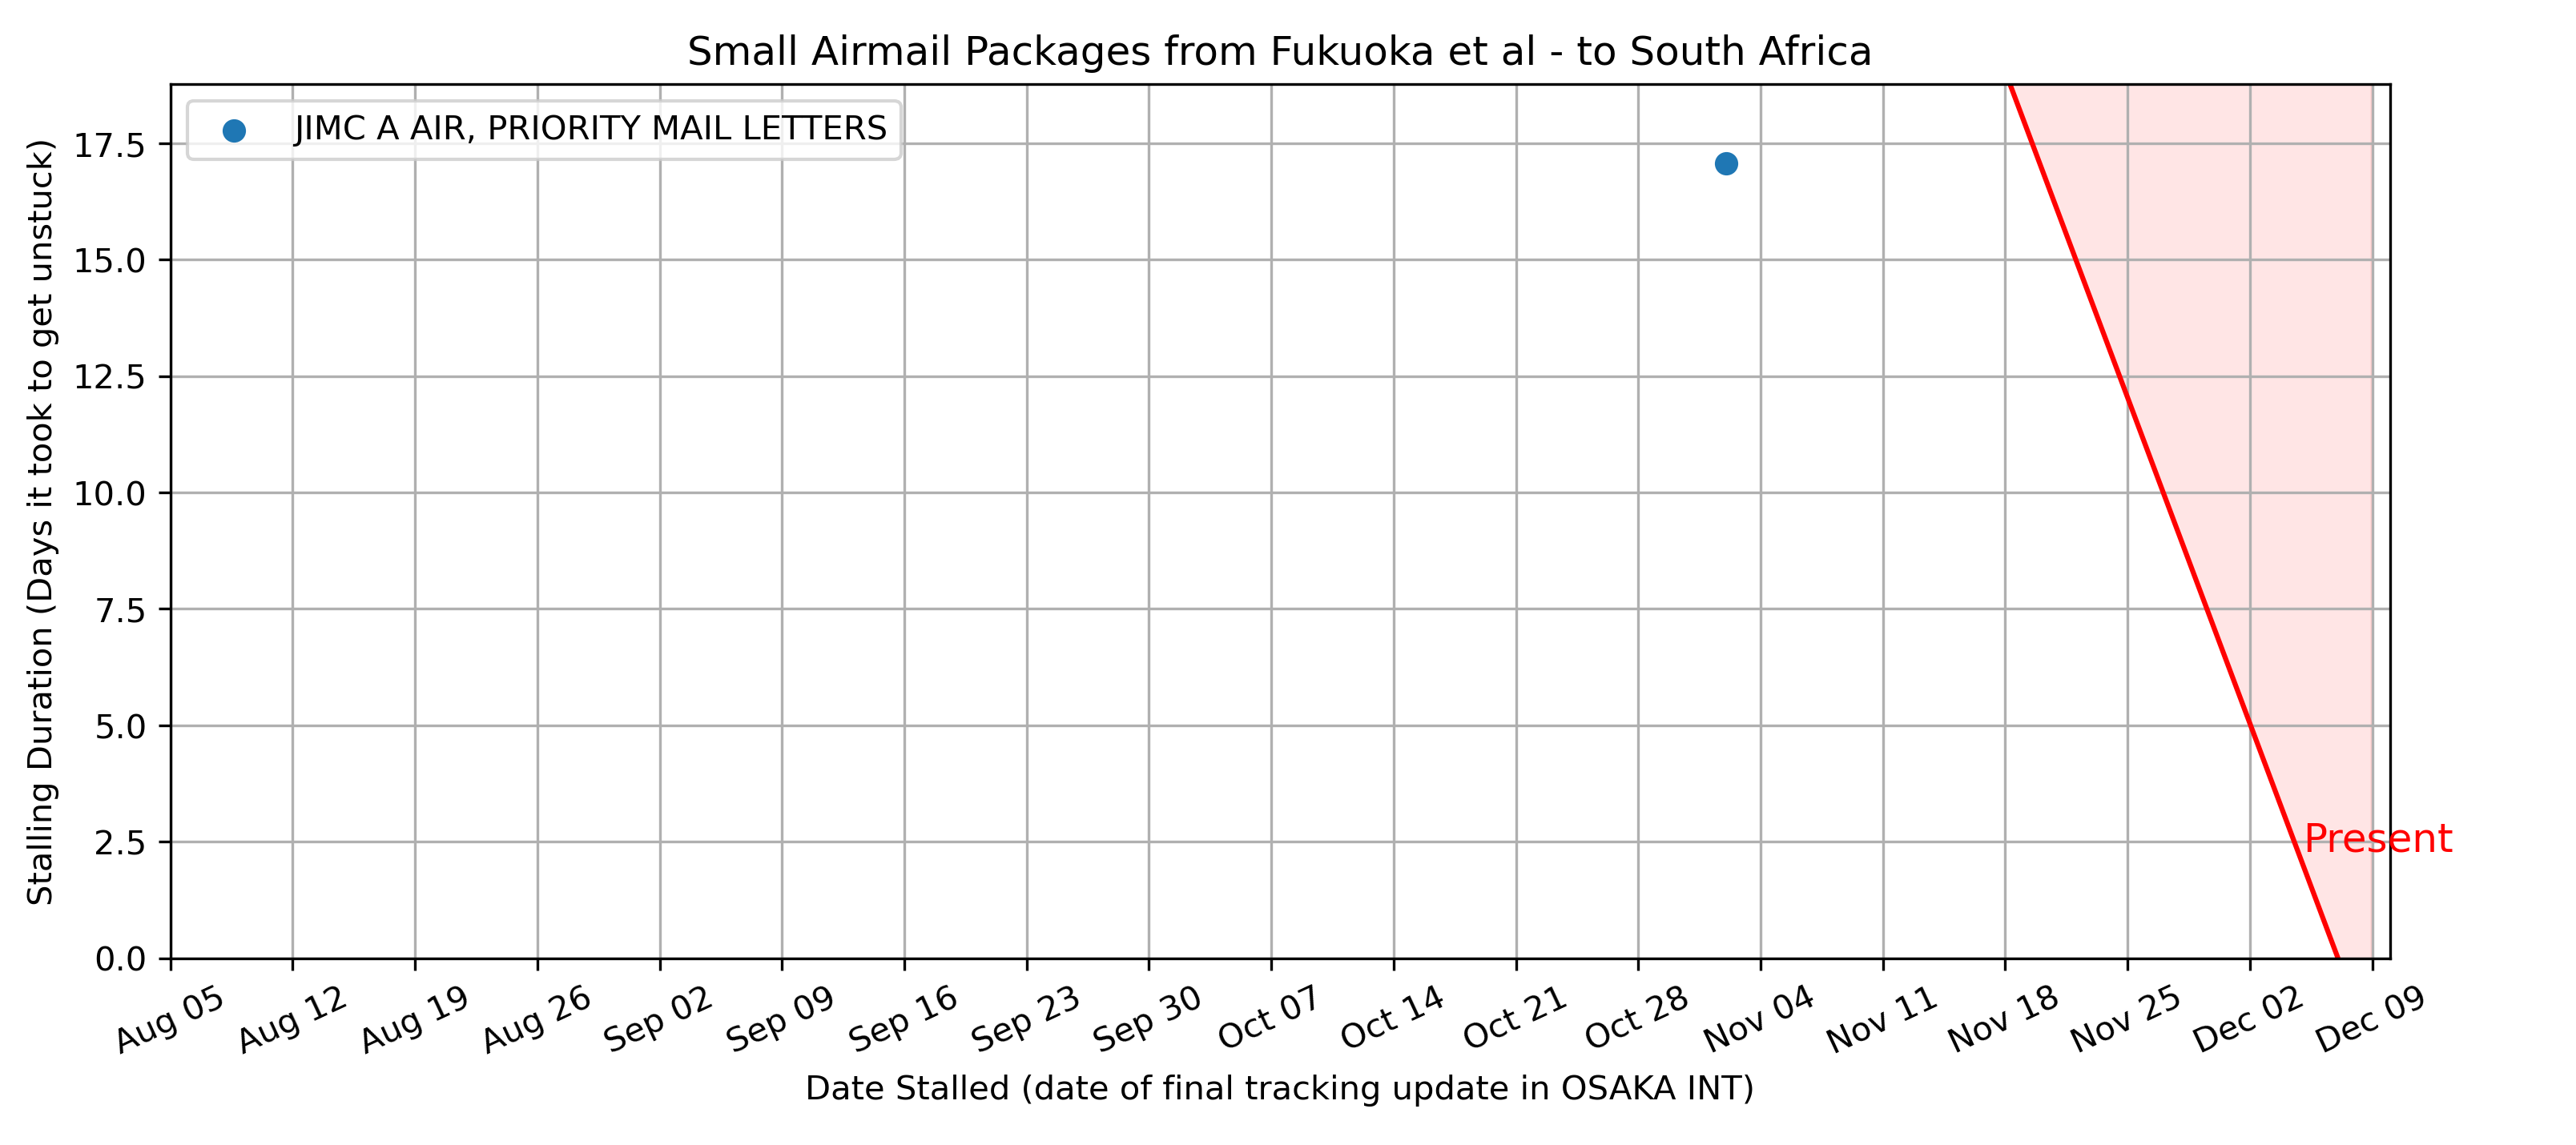 Small Airmail Packages from Fukuoka et al - to South Africa
JIMC A AIR, PRIORITY MAIL LETTERS
Stalling Duration (Days it took to get unstuck)
17.5
15.0
12.5
10.0
7.5
5.0
2.5
0.0
Present
Aug 05 Aug 12 Aug 19 Aug 26 Sep 02 Sep 09 Sep 16 Sep 23 Sep 30 Oct 07 Oct 14 Oct 21 Oct 28 Nov 04 Nov 11 Nov 18 Nov 25 Dec 02 Dec 09
Date Stalled (date of final tracking update in OSAKA INT)